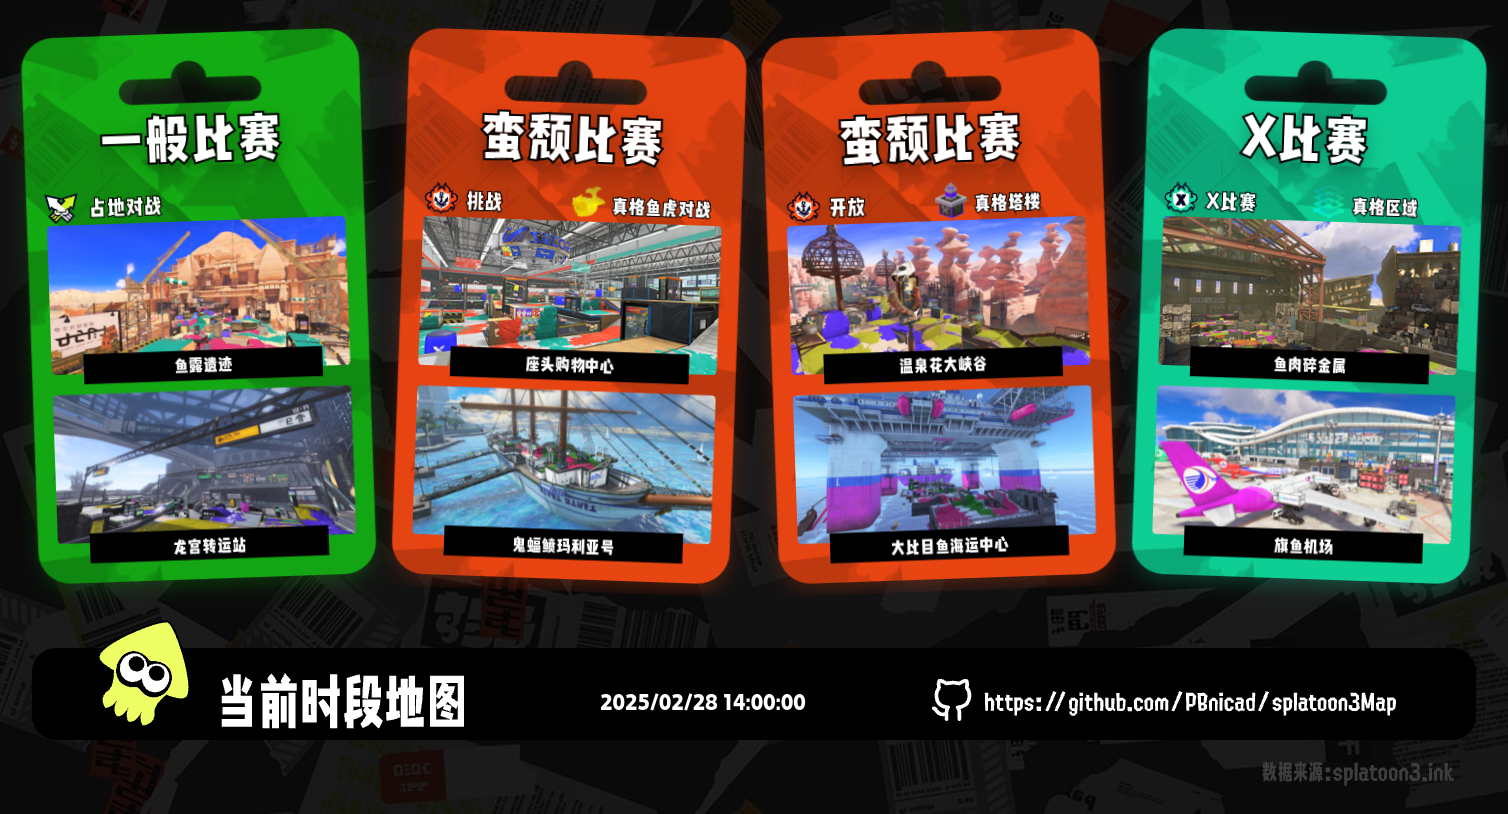 一般比赛
占地对战
鱼露遗迹
龙宫转运站
蛮颓比赛
挑战
真格鱼虎对战
座头购物中心
鬼蝠鲼玛利亚号
蛮颓比赛
开放
真格塔楼
温泉花大峡谷
大比目鱼海运中心
X比赛
X比赛
真格区域
鱼肉碎金属
旗鱼机场
当前时段地图
2025/02/28 14:00:00
https://github.com/PBnicad/splatoon3Map
数据来源:splatoon3.ink